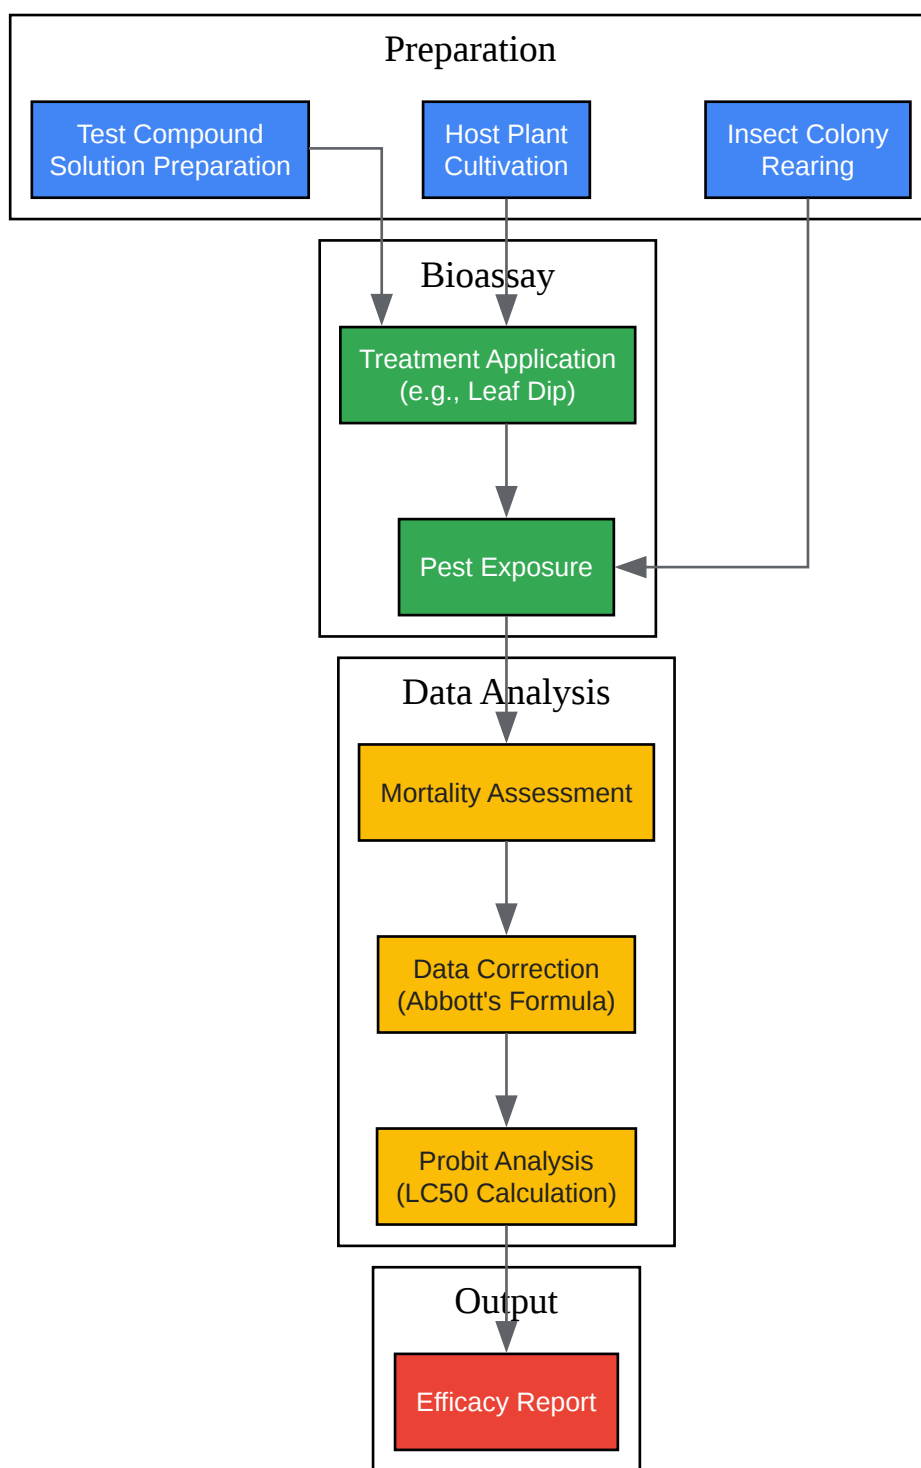 Preparation
Test Compound
Solution Preparation
Host Plant
Cultivation
Insect Colony
Rearing
Bioassay
Treatment Application
(e.g., Leaf Dip)
Pest Exposure
Data Analysis
Mortality Assessment
Data Correction
(Abbott's Formula)
Probit Analysis
(LC50 Calculation)
Output
Efficacy Report